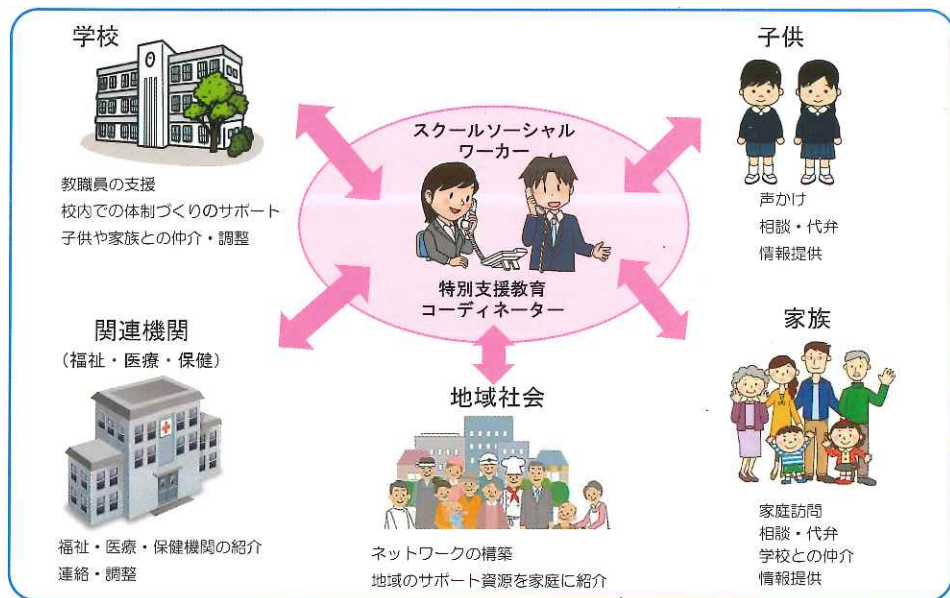 学校
教職員の支援
校内での体制づくりのサポート
子供や家族との仲介・調整
スクールソーシャル
ワーカー
特別支援教育
コーディネーター
子供
声かけ
相談・代弁
情報提供
関連機関
(福祉・医療・保健)
福祉・医療・保健機関の紹介
連絡・調整
地域社会
ネットワークの構築
地域のサポート資源を家庭に紹介
家族
家庭訪問
相談・代弁
学校との仲介
情報提供